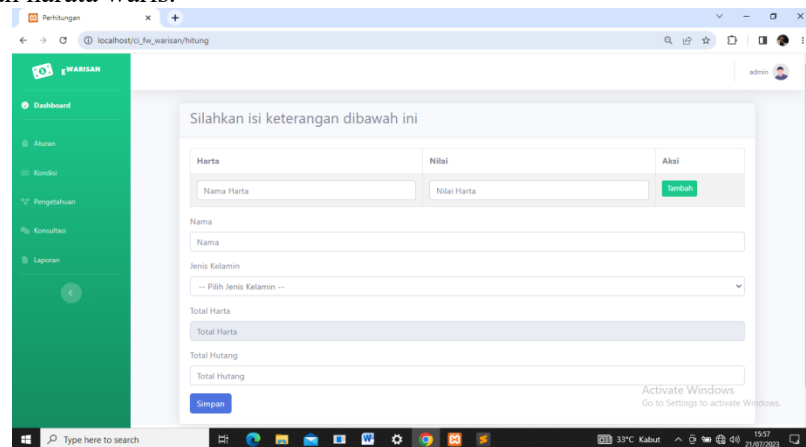 Perhitungan
localhost/ci_fw_warisan/hitung
EWARISAN
admin
Dashboard
Aturan
Kondisi
Pengetahuan
Konsultasi
Laporan
Silahkan isi keterangan dibawah ini
Harta Nilai Aksi
Nama Harta Nilai Harta Tambah
Nama
Nama
Jenis Kelamin
-- Pilih Jenis Kelamin --
Total Harta
Total Harta
Total Hutang
Total Hutang
Simpan
Activate Windows
Go to Settings to activate Windows.
Type here to search
33°C Kabut
15:57
21/07/2023